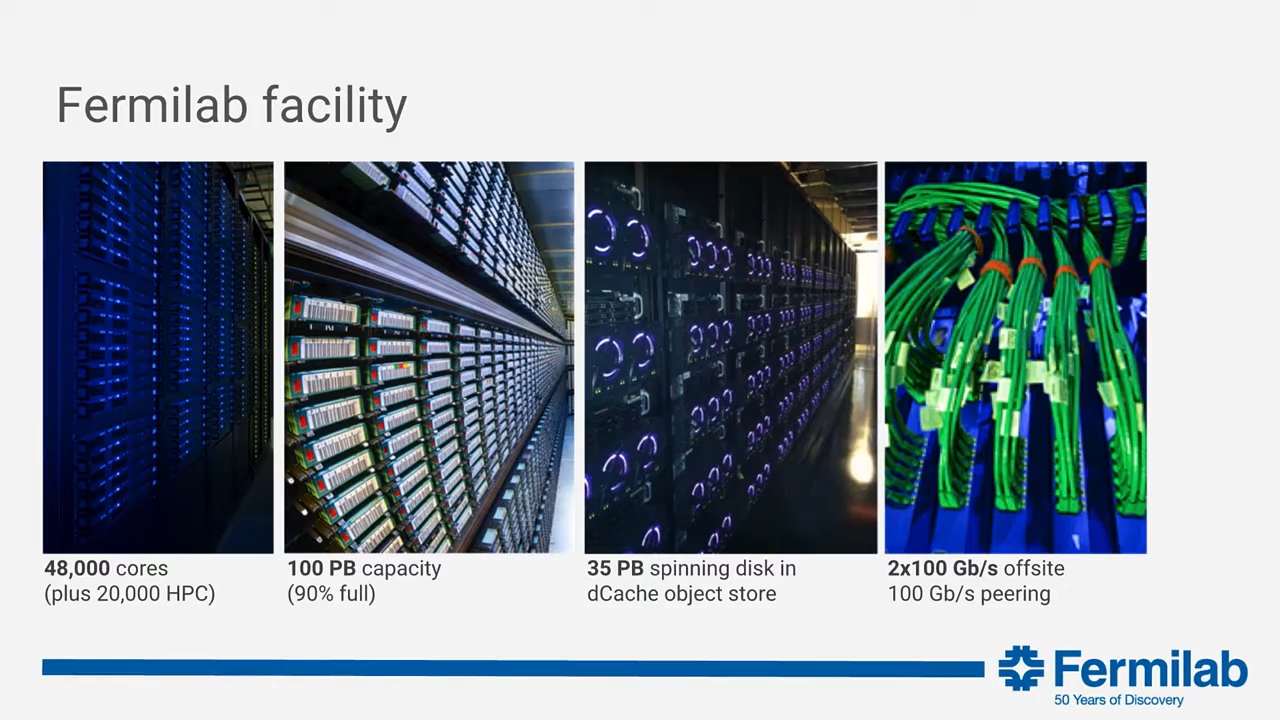 Fermilab facility
48,000 cores
(plus 20,000 HPC)
100 PB capacity
(90% full)
35 PB spinning disk in
dCache object store
2x100 Gb/s offsite
100 Gb/s peering
Fermilab
50 Years of Discovery